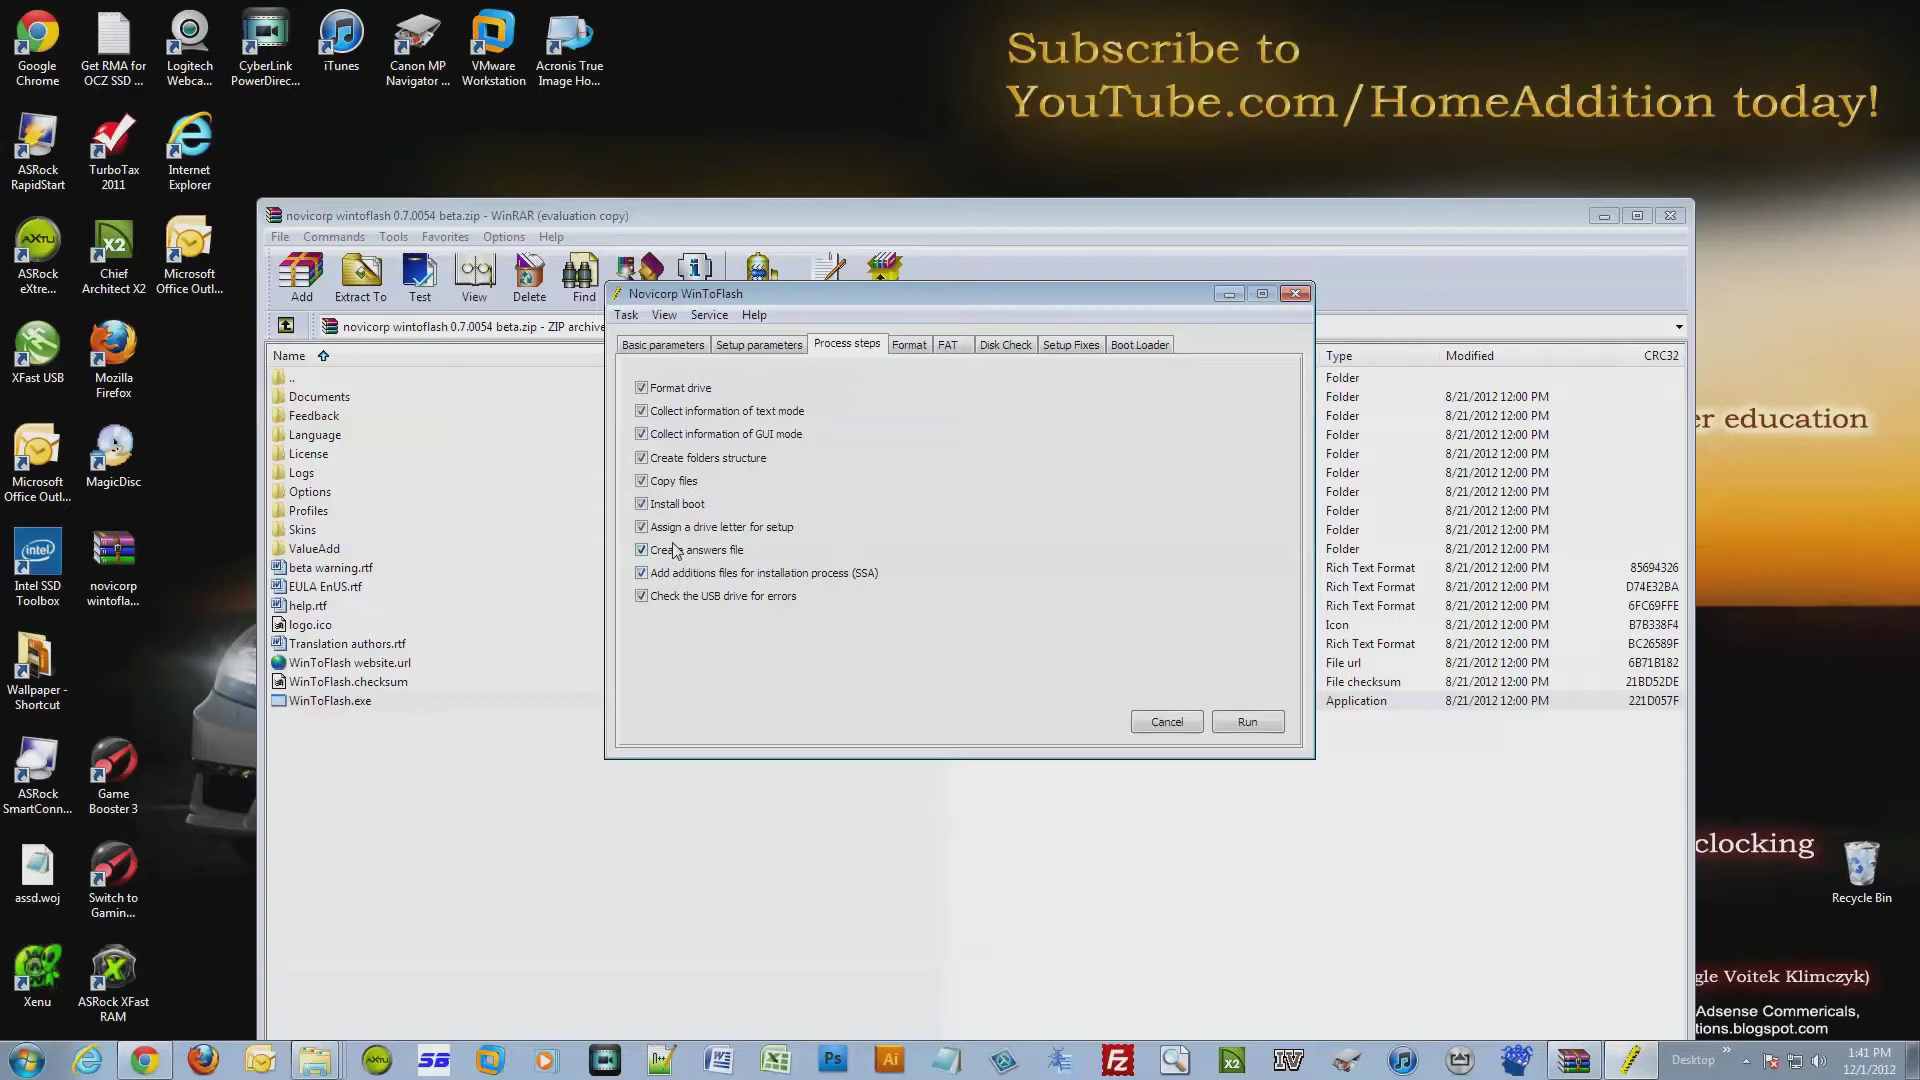 Subscribe to
YouTube.com/HomeAddition today!
Google
Chrome
Get RMA for
OCZ SSD ...
Logitech
Webca...
CyberLink
PowerDirec...
iTunes
Canon MP
Navigator ...
VMware
Workstation
Acronis True
Image Ho...
ASRock
RapidStart
TurboTax
2011
Internet
Explorer
AXTU
ASRock
eXtre...
X2
Chief
Architect X2
Microsoft
Office Outl...
XFast USB
Mozilla
Firefox
Microsoft
Office Outl...
MagicDisc
intel
Intel SSD
Toolbox
novicorp
wintofla...
Wallpaper -
Shortcut
ASRock
SmartConn...
Game
Booster 3
assd.woj
Switch to
Gamin...
Xenu
ASRock XFast
RAM
novicorp wintoflash 0.7.0054 beta.zip - WinRAR (evaluation copy)
File Commands Tools Favorites Options Help
Add Extract To Test View Delete Find
novicorp wintoflash 0.7.0054 beta.zip - ZIP archive
Name Type Modified CRC32
.. Folder
Documents Folder 8/21/2012 12:00 PM
Feedback Folder 8/21/2012 12:00 PM
Language Folder 8/21/2012 12:00 PM
License Folder 8/21/2012 12:00 PM
Logs Folder 8/21/2012 12:00 PM
Options Folder 8/21/2012 12:00 PM
Profiles Folder 8/21/2012 12:00 PM
Skins Folder 8/21/2012 12:00 PM
ValueAdd Folder 8/21/2012 12:00 PM
beta warning.rtf Rich Text Format 8/21/2012 12:00 PM 85694326
EULA EnUS.rtf Rich Text Format 8/21/2012 12:00 PM D74E32BA
help.rtf Rich Text Format 8/21/2012 12:00 PM 6FC69FFE
logo.ico Icon 8/21/2012 12:00 PM B7B338F4
Translation authors.rtf Rich Text Format 8/21/2012 12:00 PM BC26589F
WinToFlash website.url File url 8/21/2012 12:00 PM 6B71B182
WinToFlash.checksum File checksum 8/21/2012 12:00 PM 21BD52DE
WinToFlash.exe Application 8/21/2012 12:00 PM 221D057F
Novicorp WinToFlash
Task View Service Help
Basic parameters Setup parameters Process steps Format FAT Disk Check Setup Fixes Boot Loader
Format drive
Collect information of text mode
Collect information of GUI mode
Create folders structure
Copy files
Install boot
Assign a drive letter for setup
Create answers file
Add additions files for installation process (SSA)
Check the USB drive for errors
Cancel Run
er education
clocking
Recycle Bin
gle Voitek Klimczyk)
Adsense Commericals,
tions.blogspot.com
AXTU SB Ps Ai Fz X2 IV
Desktop
1:41 PM
12/1/2012